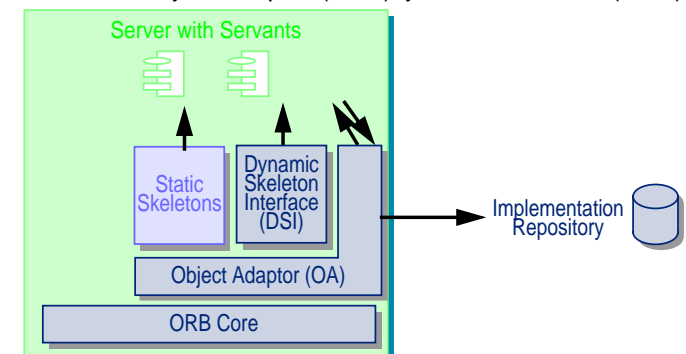 Server with Servants
Static
Skeletons
Dynamic
Skeleton
Interface
(DSI)
Implementation
Repository
Object Adaptor (OA)
ORB Core